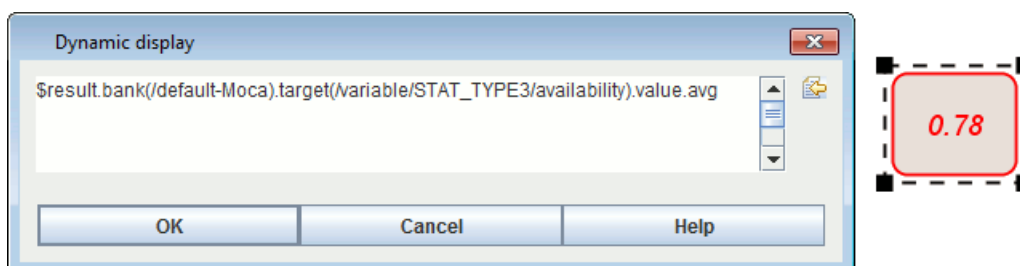 Dynamic display
$result.bank(/default-Moca).target(/variable/STAT_TYPE3/availability).value.avg
0.78
OK Cancel Help